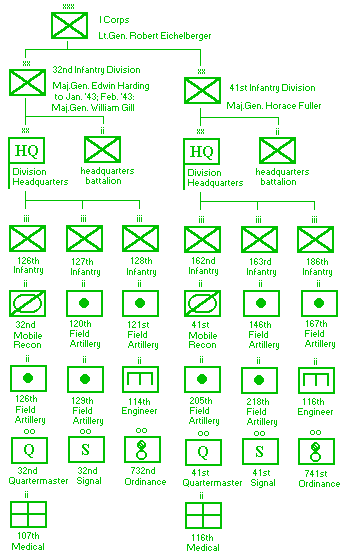 xxx
I Corps
Lt.Gen. Robert Eichelberger
xx
32nd Infantry Division
Maj.Gen. Edwin Harding
to Jan. '43; Feb. '43:
Maj.Gen. William Gill
xx
41st Infantry Division
Maj.Gen. Horace Fuller
xx
HQ
Division
Headquarters
ii
headquarters
battalion
xx
HQ
Division
Headquarters
ii
headquarters
battalion
iii iii iii iii iii iii
126th
Infantry
127th
Infantry
128th
Infantry
162nd
Infantry
163rd
Infantry
186th
Infantry
ii ii ii ii ii ii
32nd
Mobile
Recon
120th
Field
Artillery
121st
Field
Artillery
41st
Mobile
Recon
146th
Field
Artillery
167th
Field
Artillery
ii ii ii ii ii ii
126th
Field
Artillery
129th
Field
Artillery
114th
Engineer
205th
Field
Artillery
218th
Field
Artillery
116th
Engineer
oo oo oo oo oo oo
Q
32nd
Quartermaster
S
32nd
Signal
732nd
Ordinance
Q
41st
Quartermaster
S
41st
Signal
741st
Ordinance
ii
107th
Medical
ii
116th
Medical